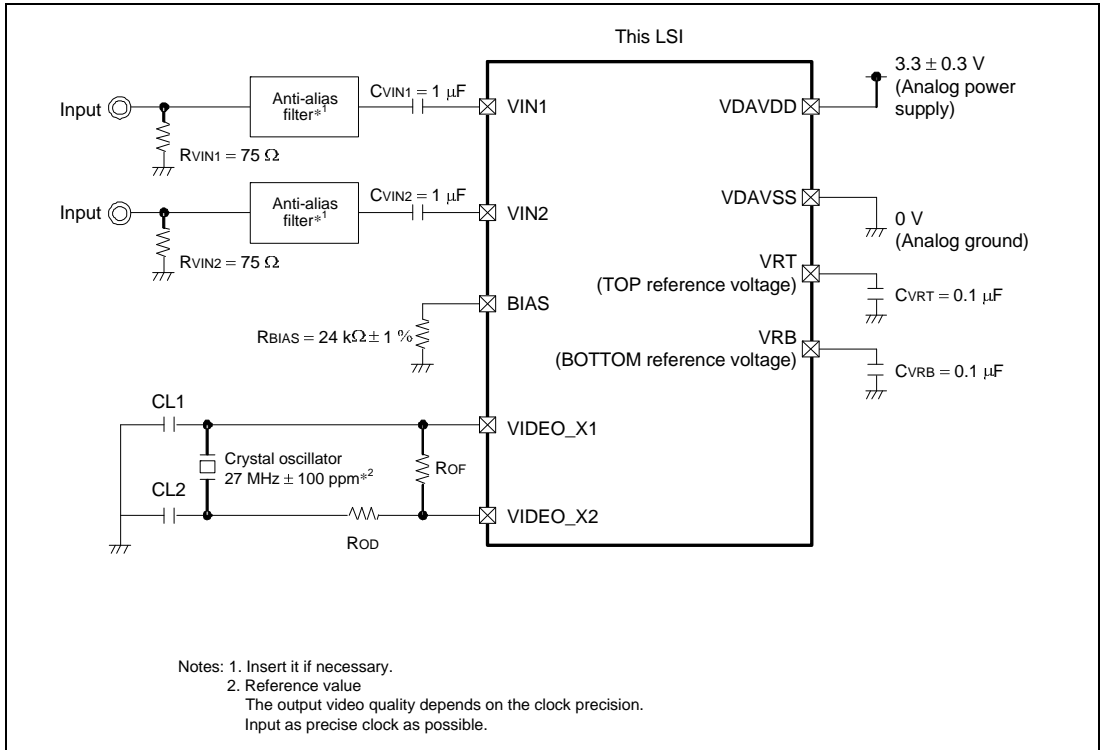 This LSI
Input
Anti-alias
filter*1
CVIN1 = 1 μF
RVIN1 = 75 Ω
VIN1
Input
Anti-alias
filter*1
CVIN2 = 1 μF
RVIN2 = 75 Ω
VIN2
BIAS
RBIAS = 24 kΩ ± 1 %
CL1
Crystal oscillator
27 MHz ± 100 ppm*2
CL2
ROF
ROD
VIDEO_X1
VIDEO_X2
VDAVDD
3.3 ± 0.3 V
(Analog power
supply)
VDAVSS
0 V
(Analog ground)
VRT
(TOP reference voltage)
CVRT = 0.1 μF
VRB
(BOTTOM reference voltage)
CVRB = 0.1 μF
Notes: 1. Insert it if necessary.
2. Reference value
The output video quality depends on the clock precision.
Input as precise clock as possible.